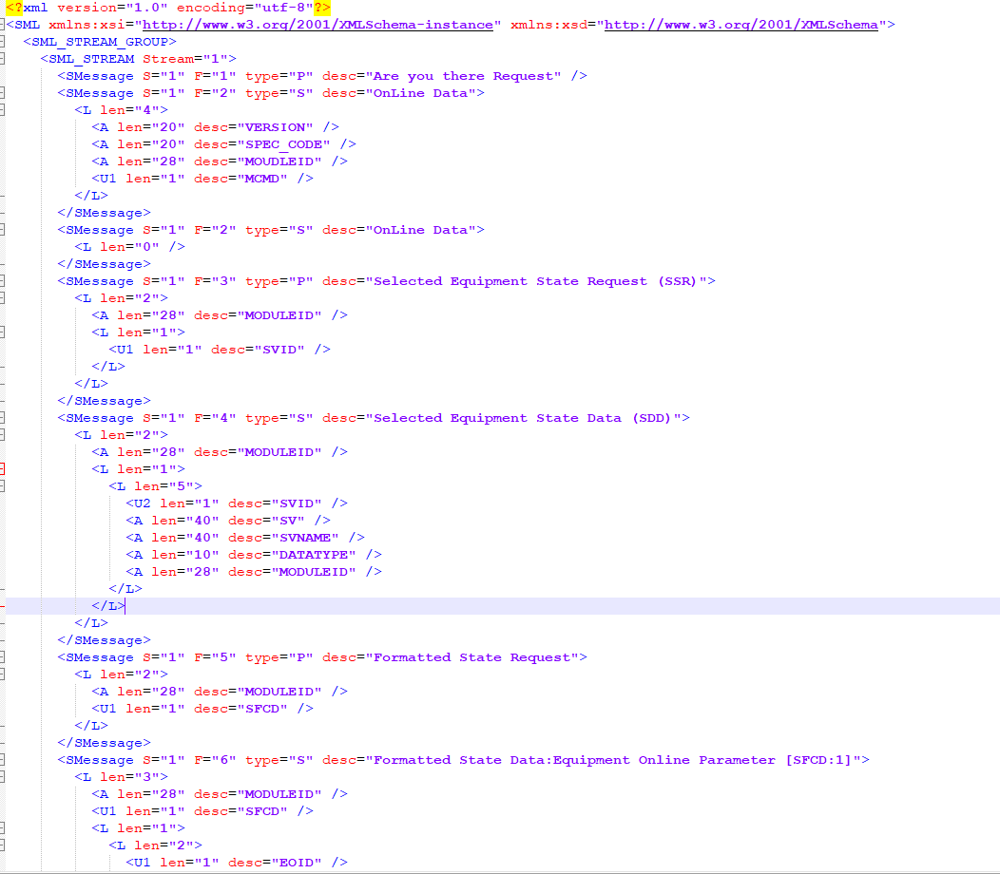 <?xml version="1.0" encoding="utf-8"?>
<SML xmlns:xsi="http://www.w3.org/2001/XMLSchema-instance" xmlns:xsd="http://www.w3.org/2001/XMLSchema">
<SML_STREAM_GROUP>
<SML_STREAM Stream="1">
<SMessage S="1" F="1" type="P" desc="Are you there Request" />
<SMessage S="1" F="2" type="S" desc="OnLine Data">
<L len="4">
<A len="20" desc="VERSION" />
<A len="20" desc="SPEC_CODE" />
<A len="28" desc="MOUDLEID" />
<U1 len="1" desc="MCMD" />
</L>
</SMessage>
<SMessage S="1" F="2" type="S" desc="OnLine Data">
<L len="0" />
</SMessage>
<SMessage S="1" F="3" type="P" desc="Selected Equipment State Request (SSR)">
<L len="2">
<A len="28" desc="MODULEID" />
<L len="1">
<U1 len="1" desc="SVID" />
</L>
</L>
</SMessage>
<SMessage S="1" F="4" type="S" desc="Selected Equipment State Data (SDD)">
<L len="2">
<A len="28" desc="MODULEID" />
<L len="1">
<L len="5">
<U2 len="1" desc="SVID" />
<A len="40" desc="SV" />
<A len="40" desc="SVNAME" />
<A len="10" desc="DATATYPE" />
<A len="28" desc="MODULEID" />
</L>
</L>
</L>
</SMessage>
<SMessage S="1" F="5" type="P" desc="Formatted State Request">
<L len="2">
<A len="28" desc="MODULEID" />
<U1 len="1" desc="SFCD" />
</L>
</SMessage>
<SMessage S="1" F="6" type="S" desc="Formatted State Data:Equipment Online Parameter [SFCD:1]">
<L len="3">
<A len="28" desc="MODULEID" />
<U1 len="1" desc="SFCD" />
<L len="1">
<L len="2">
<U1 len="1" desc="EOID" />